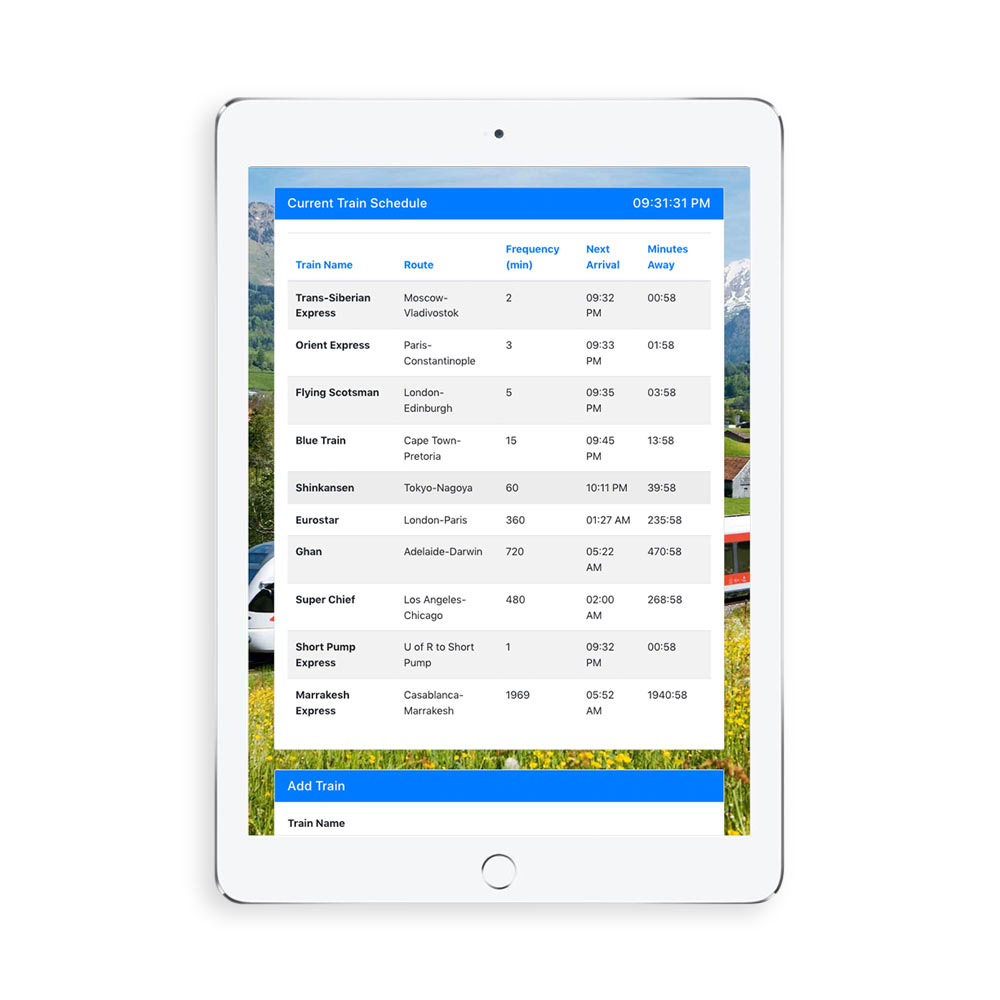 Current Train Schedule 09:31:31 PM
Frequency Next Minutes
Train Name Route (min) Arrival Away
Trans-Siberian Moscow- 2 09:32 00:58
Express Vladivostok PM
Orient Express Paris- 3 09:33 01:58
Constantinople PM
Flying Scotsman London- 5 09:35 03:58
Edinburgh PM
Blue Train Cape Town- 15 09:45 13:58
Pretoria PM
Shinkansen Tokyo-Nagoya 60 10:11 PM 39:58
Eurostar London-Paris 360 01:27 AM 235:58
Ghan Adelaide-Darwin 720 05:22 470:58
AM
Super Chief Los Angeles- 480 02:00 268:58
Chicago AM
Short Pump U of R to Short 1 09:32 00:58
Express Pump PM
Marrakesh Casablanca- 1969 05:52 1940:58
Express Marrakesh AM
Add Train
Train Name